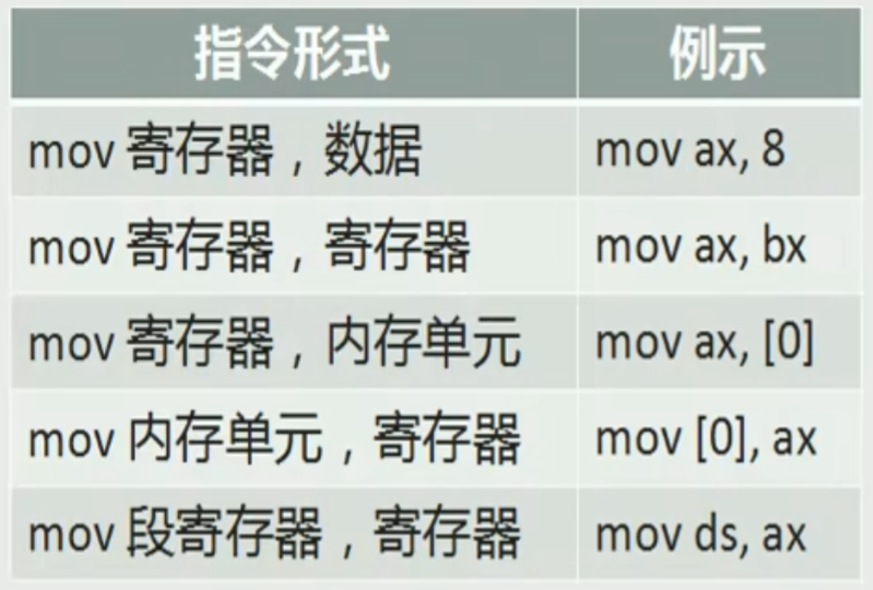 指令形式 例示
mov 寄存器，数据 mov ax, 8
mov 寄存器，寄存器 mov ax, bx
mov 寄存器，内存单元 mov ax, [0]
mov 内存单元，寄存器 mov [0], ax
mov 段寄存器，寄存器 mov ds, ax